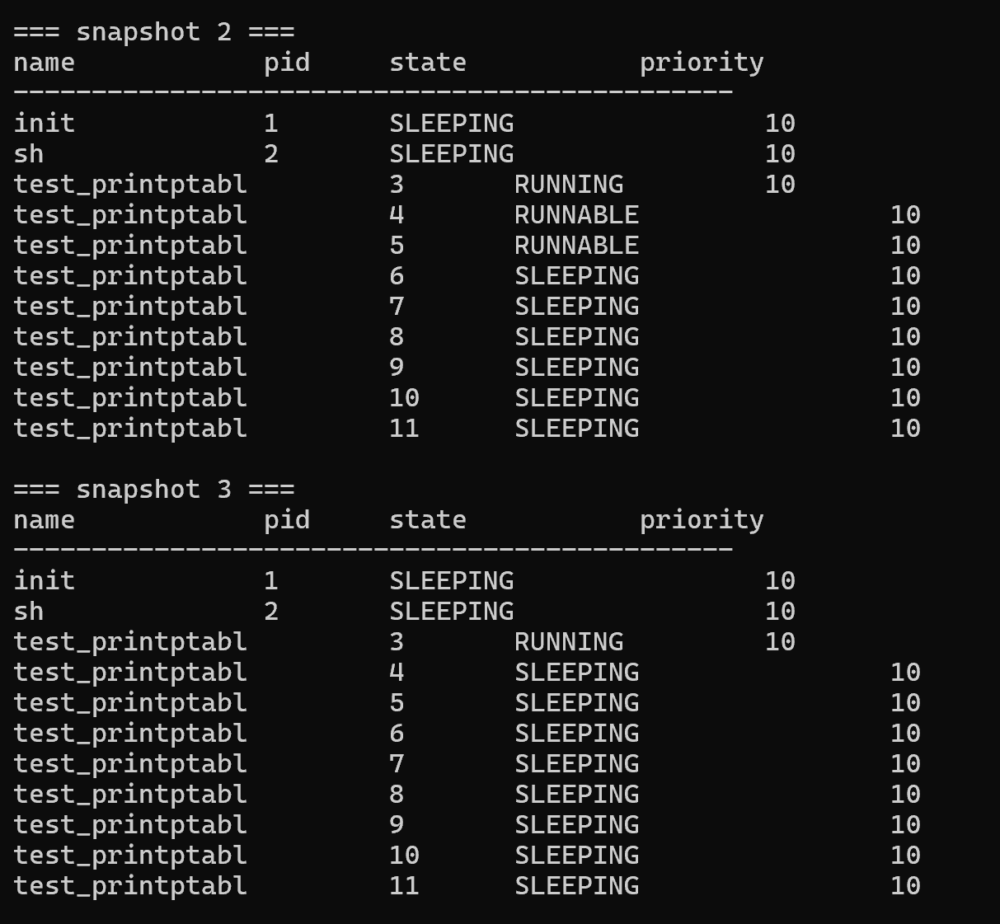 === snapshot 2 ===
name pid state priority
----------------------------------------------
init 1 SLEEPING 10
sh 2 SLEEPING 10
test_printptabl 3 RUNNING 10
test_printptabl 4 RUNNABLE 10
test_printptabl 5 RUNNABLE 10
test_printptabl 6 SLEEPING 10
test_printptabl 7 SLEEPING 10
test_printptabl 8 SLEEPING 10
test_printptabl 9 SLEEPING 10
test_printptabl 10 SLEEPING 10
test_printptabl 11 SLEEPING 10
=== snapshot 3 ===
name pid state priority
----------------------------------------------
init 1 SLEEPING 10
sh 2 SLEEPING 10
test_printptabl 3 RUNNING 10
test_printptabl 4 SLEEPING 10
test_printptabl 5 SLEEPING 10
test_printptabl 6 SLEEPING 10
test_printptabl 7 SLEEPING 10
test_printptabl 8 SLEEPING 10
test_printptabl 9 SLEEPING 10
test_printptabl 10 SLEEPING 10
test_printptabl 11 SLEEPING 10